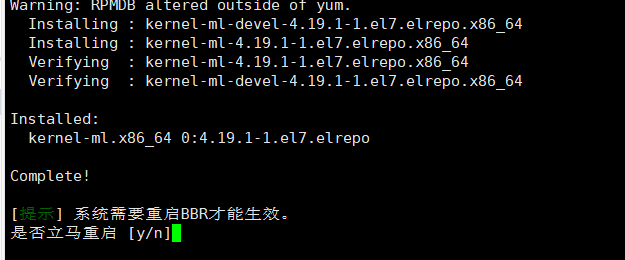 Warning: RPMDB altered outside of yum.
Installing : kernel-ml-devel-4.19.1-1.el7.elrepo.x86_64
Installing : kernel-ml-4.19.1-1.el7.elrepo.x86_64
Verifying  : kernel-ml-4.19.1-1.el7.elrepo.x86_64
Verifying  : kernel-ml-devel-4.19.1-1.el7.elrepo.x86_64
Installed:
kernel-ml.x86_64 0:4.19.1-1.el7.elrepo
Complete!
[提示] 系统需要重启BBR才能生效。
是否立马重启 [y/n]